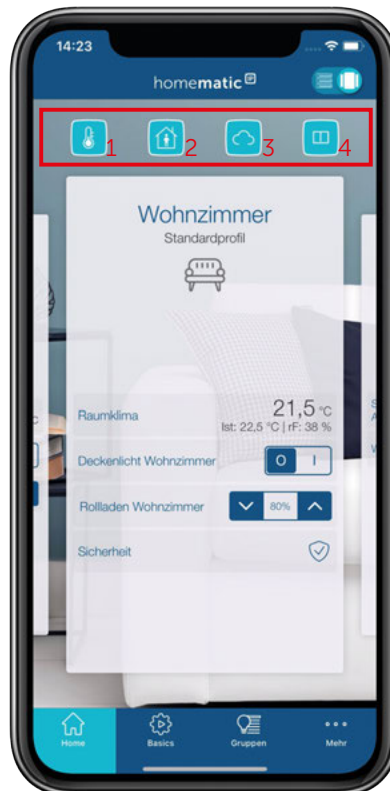 14:23
homematic IP
1 2 3 4
Wohnzimmer
Standardprofil
Raumklima 21,5 °C
Ist: 22,5 °C | rF: 38 %
Deckenlicht Wohnzimmer O I
Rollladen Wohnzimmer 80%
Sicherheit
Home Basics Gruppen Mehr